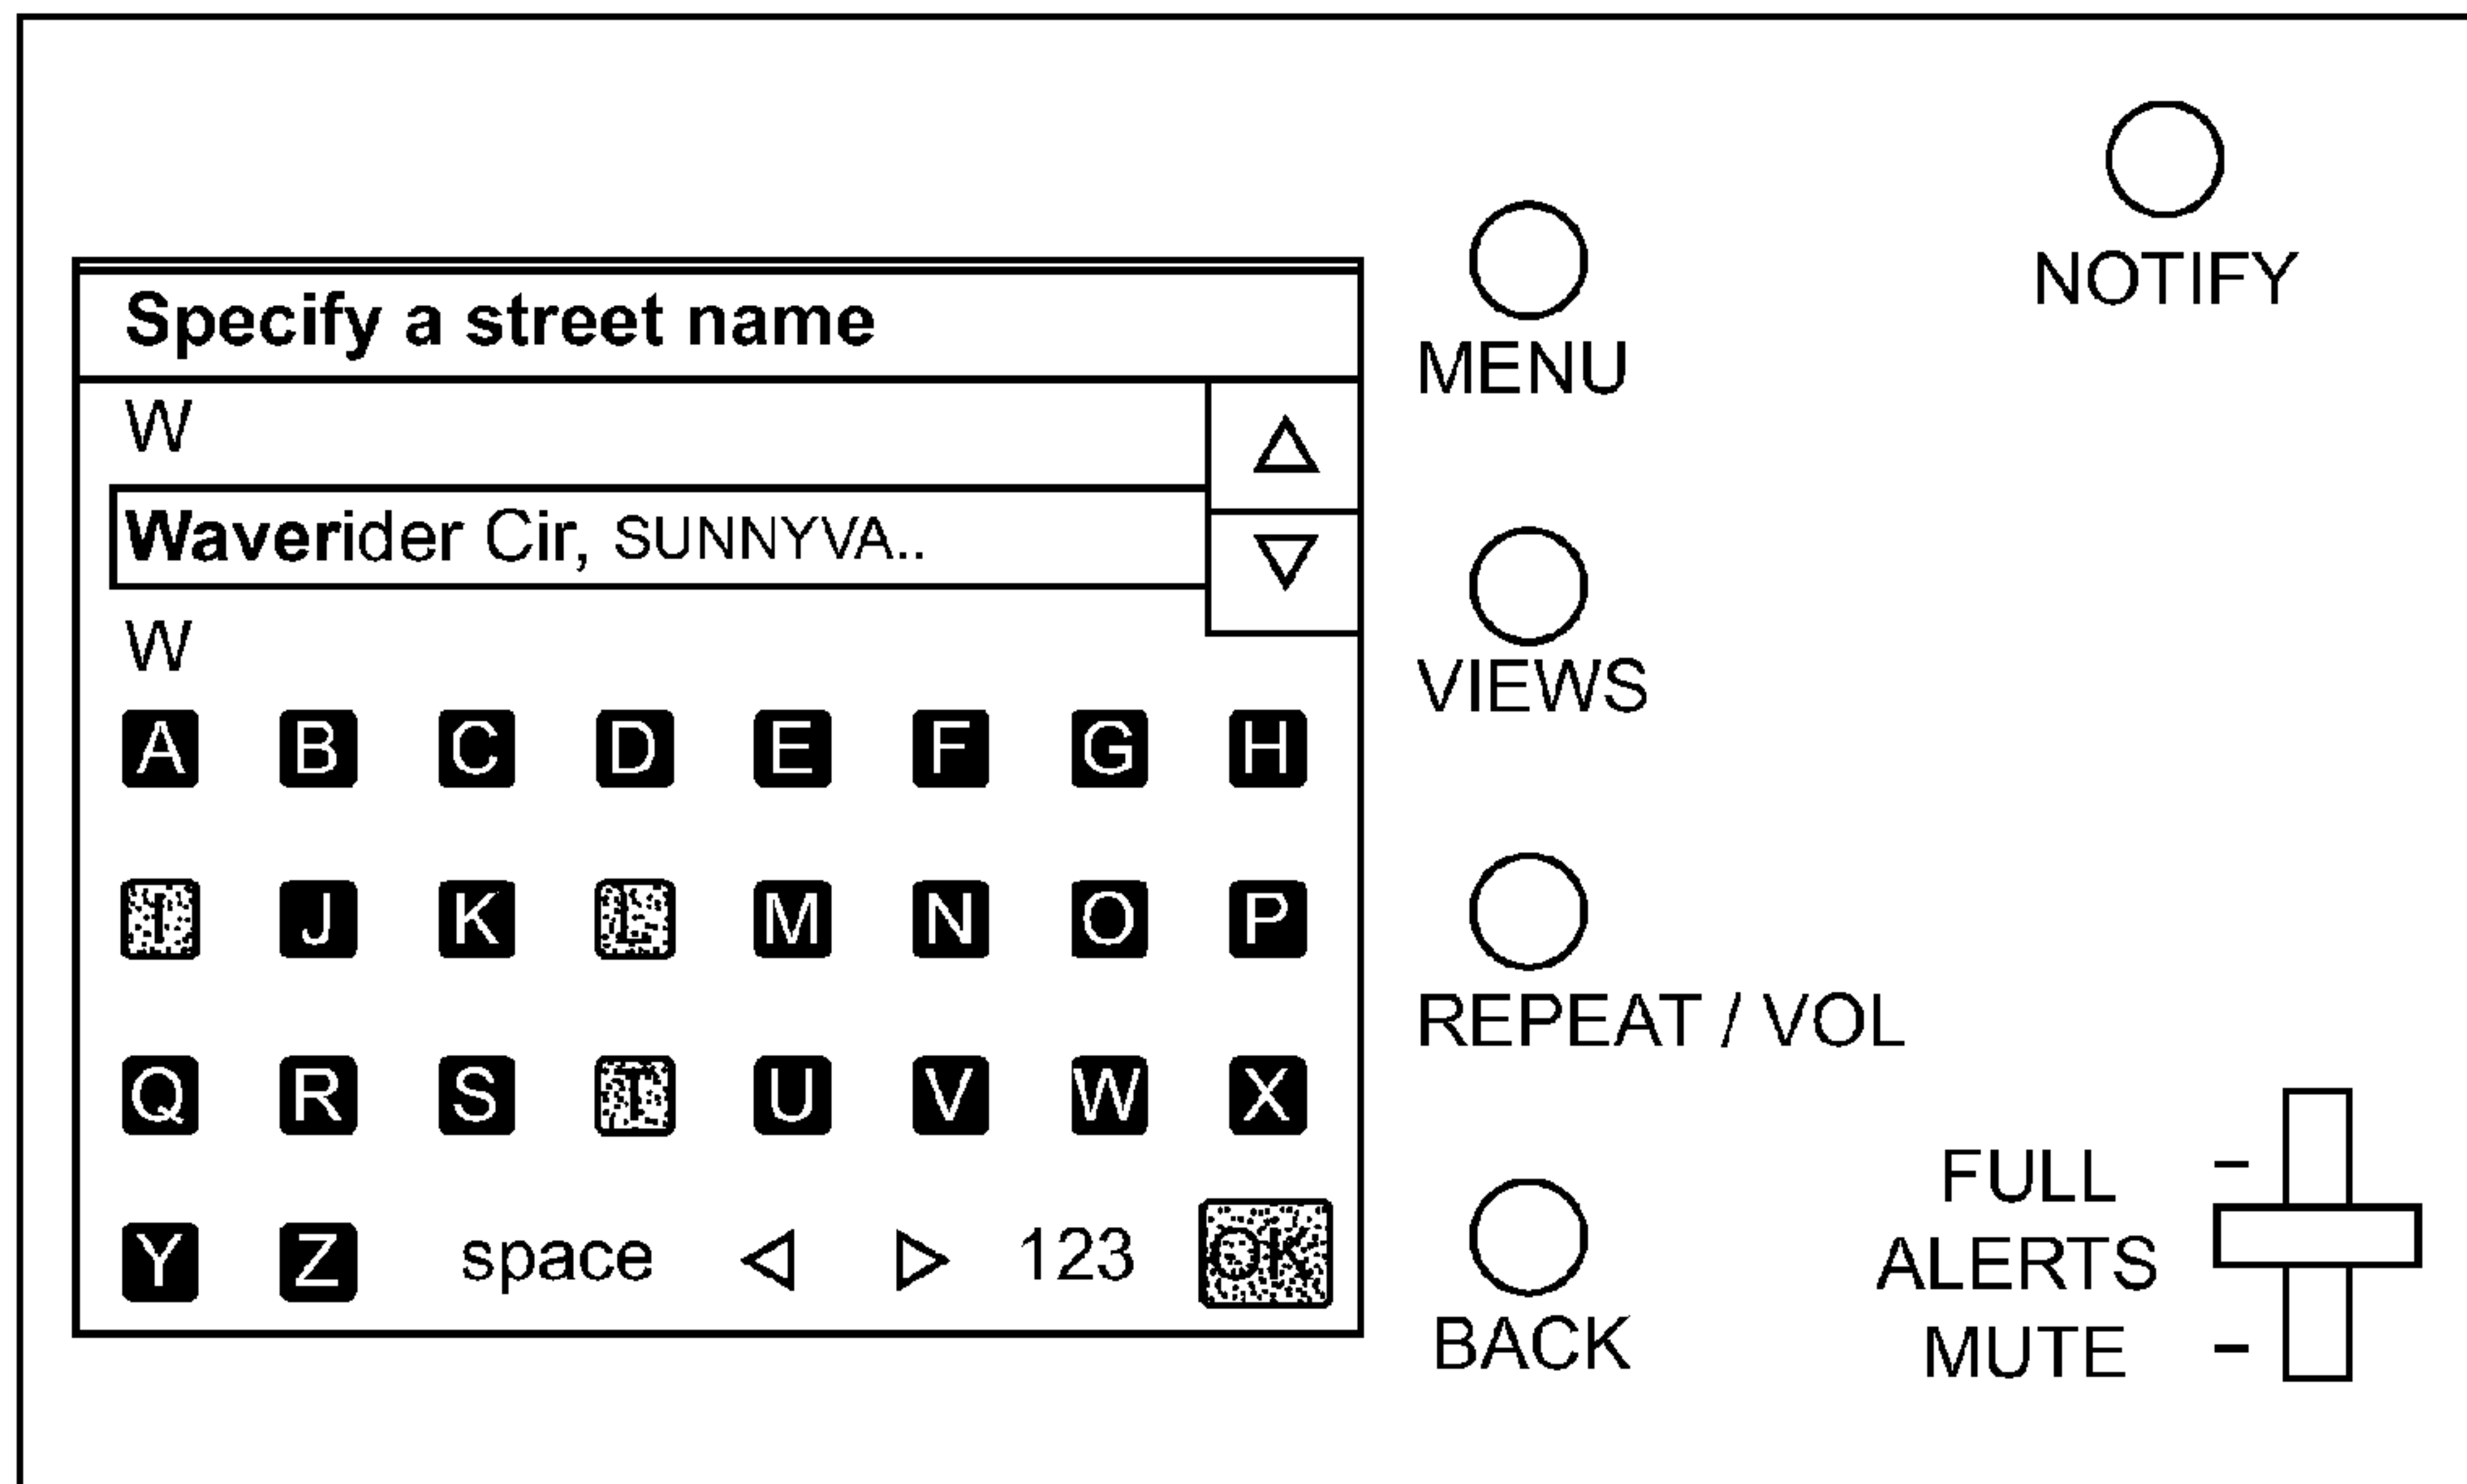 Specify a street name
W
Waverider Cir, SUNNYVA..
W
A B C D E F G H
I J K L M N O P
Q R S T U V W X
Y Z space 123 OK
MENU
VIEWS
REPEAT / VOL
BACK
NOTIFY
FULL
ALERTS
MUTE